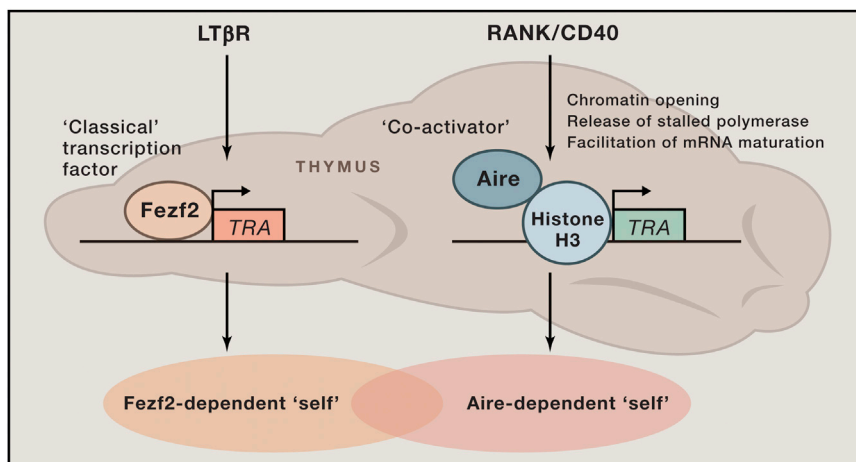 LTβR
RANK/CD40
‘Classical’
transcription
factor
THYMUS
‘Co-activator’
Chromatin opening
Release of stalled polymerase
Facilitation of mRNA maturation
Fezf2
TRA
Aire
Histone
H3
TRA
Fezf2-dependent ‘self’
Aire-dependent ‘self’